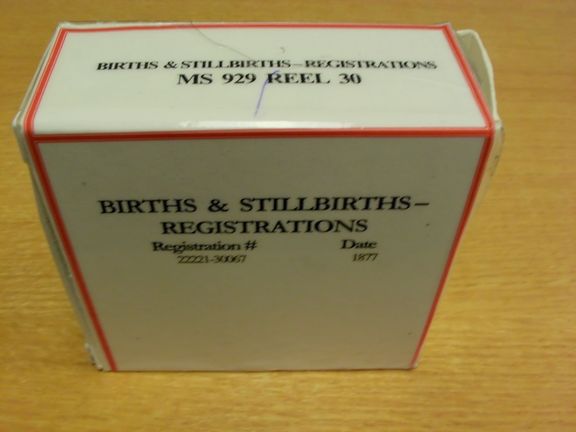 BIRTHS & STILLBIRTHS–REGISTRATIONS
MS 929 REEL 30
BIRTHS & STILLBIRTHS–
REGISTRATIONS
Registration # Date
22221-30067 1877